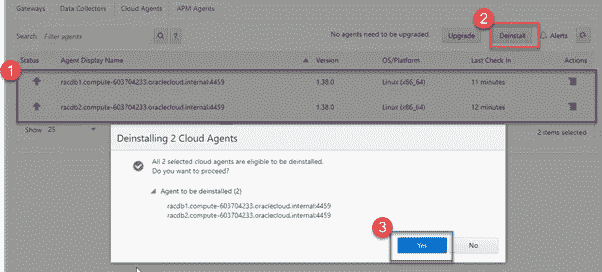 Gateways Data Collectors Cloud Agents APM Agents
2
Search Filter agents ? No agents need to be upgraded. Upgrade Deinstall Alerts
Status Agent Display Name Version OS/Platform Last Check In Actions
1
racdb1.compute-603704233.oraclecloud.internal:4459 1.38.0 Linux (x86_64) 11 minutes
racdb2.compute-603704233.oraclecloud.internal:4459 1.38.0 Linux (x86_64) 12 minutes
Show 25 2 items selected
Deinstalling 2 Cloud Agents
All 2 selected cloud agents are eligible to be deinstalled.
Do you want to proceed?
Agent to be deinstalled (2)
racdb1.compute-603704233.oraclecloud.internal:4459
racdb2.compute-603704233.oraclecloud.internal:4459
3
Yes No